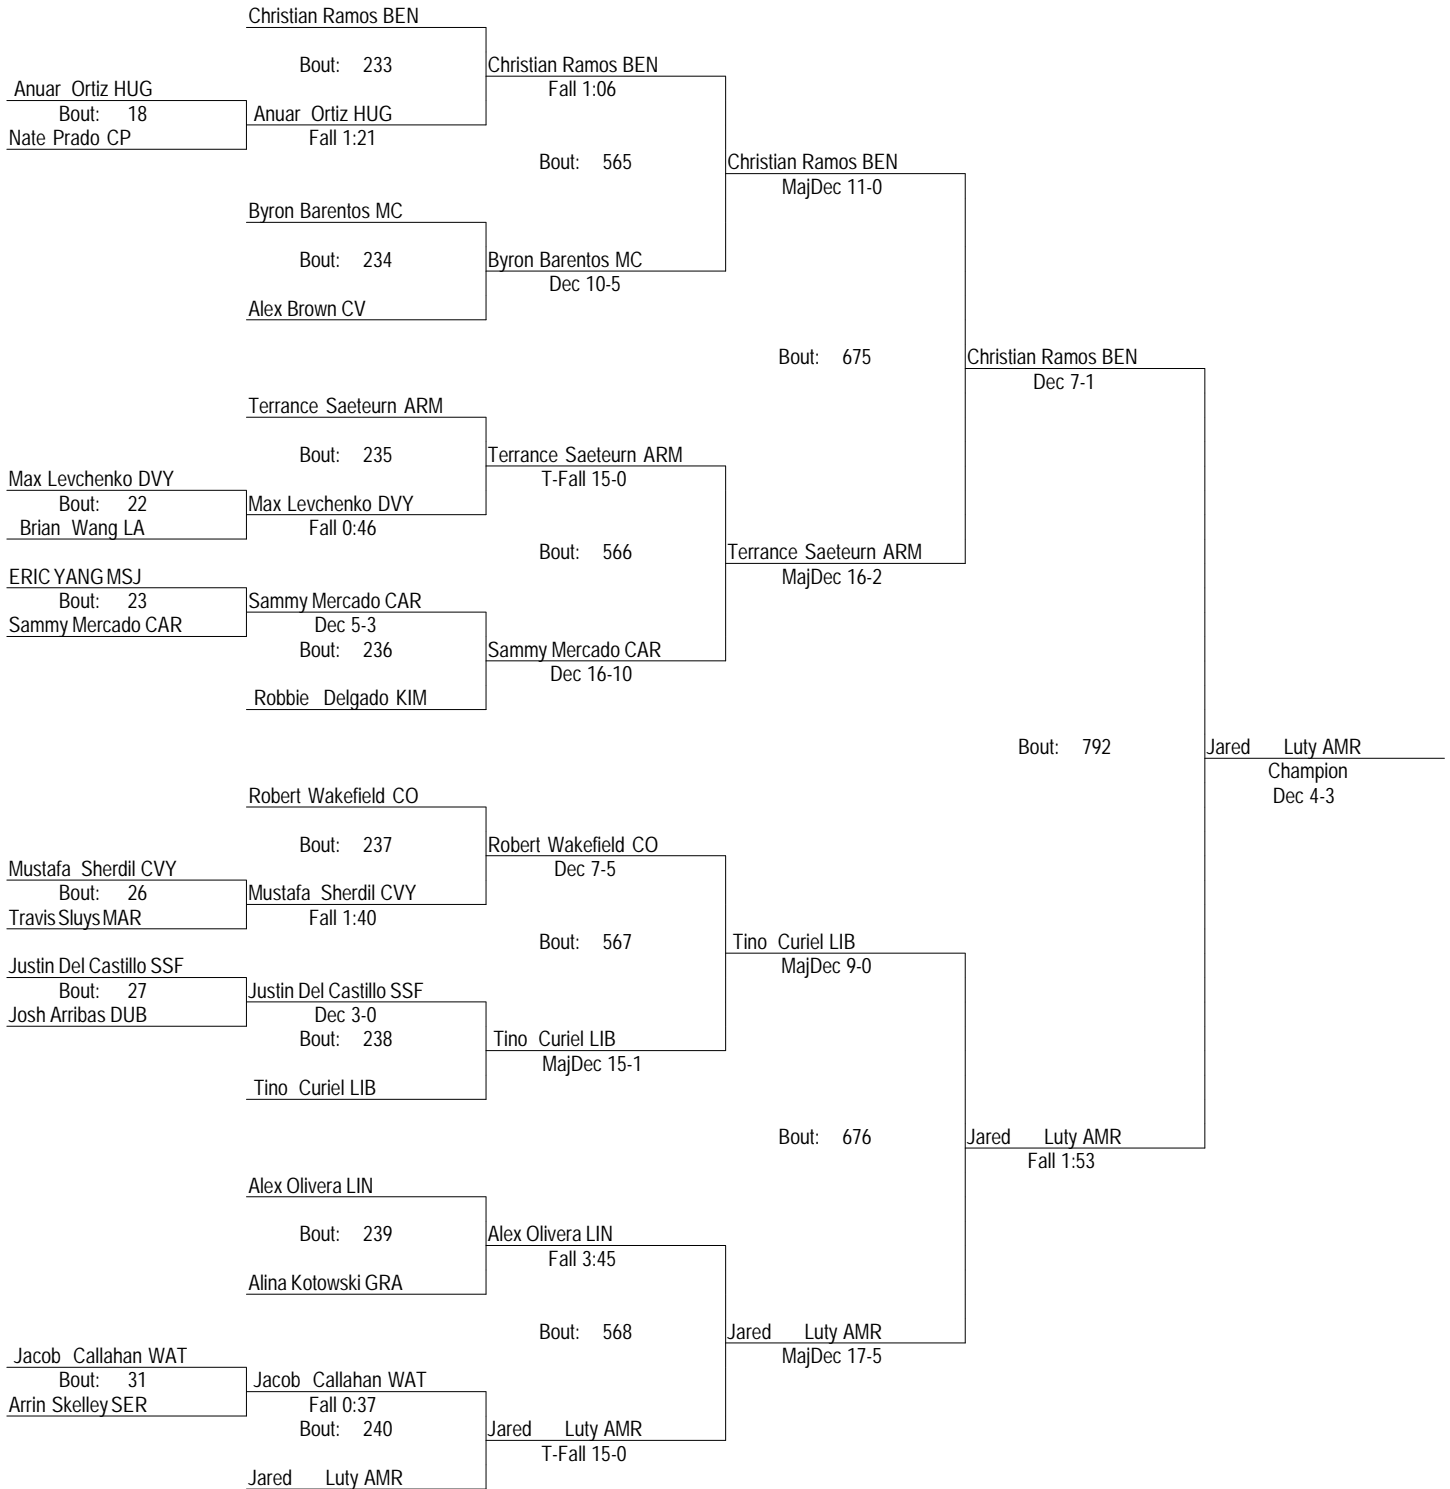 Christian Ramos BEN
Bout: 233
Christian Ramos BEN
Fall 1:06
Anuar Ortiz HUG
Bout: 18
Nate Prado CP
Anuar Ortiz HUG
Fall 1:21
Bout: 565
Christian Ramos BEN
MajDec 11-0
Byron Barentos MC
Bout: 234
Byron Barentos MC
Dec 10-5
Alex Brown CV
Bout: 675
Christian Ramos BEN
Dec 7-1
Terrance Saeteurn ARM
Bout: 235
Terrance Saeteurn ARM
T-Fall 15-0
Max Levchenko DVY
Bout: 22
Brian Wang LA
Max Levchenko DVY
Fall 0:46
Bout: 566
Terrance Saeteurn ARM
MajDec 16-2
ERIC YANG MSJ
Bout: 23
Sammy Mercado CAR
Sammy Mercado CAR
Dec 5-3
Bout: 236
Sammy Mercado CAR
Dec 16-10
Robbie Delgado KIM
Bout: 792
Jared Luty AMR
Champion
Dec 4-3
Robert Wakefield CO
Bout: 237
Robert Wakefield CO
Dec 7-5
Mustafa Sherdil CVY
Bout: 26
Travis Sluys MAR
Mustafa Sherdil CVY
Fall 1:40
Bout: 567
Tino Curiel LIB
MajDec 9-0
Justin Del Castillo SSF
Bout: 27
Josh Arribas DUB
Justin Del Castillo SSF
Dec 3-0
Bout: 238
Tino Curiel LIB
MajDec 15-1
Tino Curiel LIB
Bout: 676
Jared Luty AMR
Fall 1:53
Alex Olivera LIN
Bout: 239
Alex Olivera LIN
Fall 3:45
Alina Kotowski GRA
Bout: 568
Jared Luty AMR
MajDec 17-5
Jacob Callahan WAT
Bout: 31
Arrin Skelley SER
Jacob Callahan WAT
Fall 0:37
Bout: 240
Jared Luty AMR
T-Fall 15-0
Jared Luty AMR